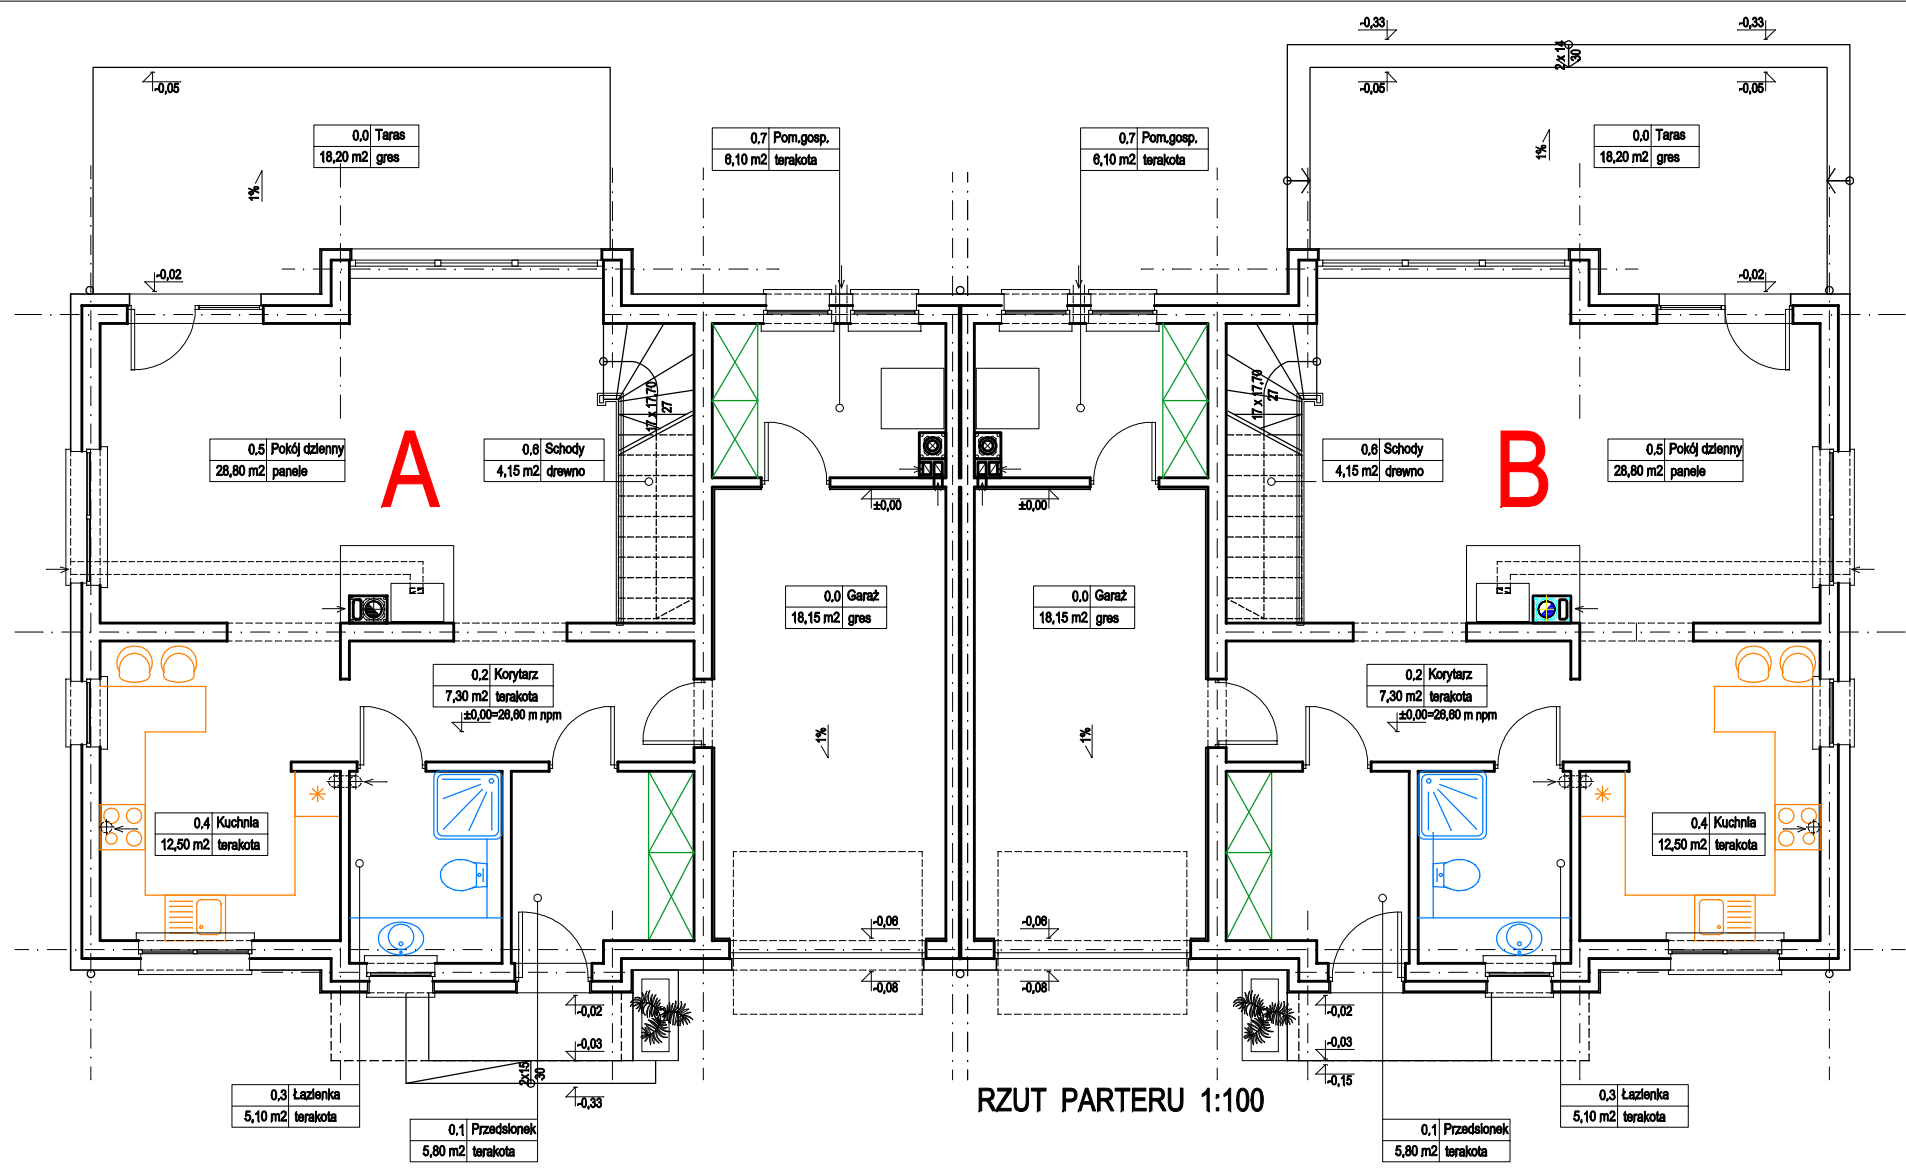 -0,33
-0,33
2 x 14
30
-0,05
-0,05
-0,05
0,0 Taras
18,20 m2 gres
0,7 Pom.gosp.
6,10 m2 terakota
0,7 Pom.gosp.
6,10 m2 terakota
0,0 Taras
18,20 m2 gres
1%
1%
-0,02
-0,02
17 x 17,70
27
17 x 17,70
27
0,5 Pokój dzienny
28,80 m2 panele
A
0,6 Schody
4,15 m2 drewno
0,6 Schody
4,15 m2 drewno
B
0,5 Pokój dzienny
28,80 m2 panele
±0,00
±0,00
0,0 Garaż
18,15 m2 gres
0,0 Garaż
18,15 m2 gres
0,2 Korytarz
7,30 m2 terakota
±0,00=26,60 m npm
0,2 Korytarz
7,30 m2 terakota
±0,00=26,60 m npm
1%
1%
0,4 Kuchnia
12,50 m2 terakota
0,4 Kuchnia
12,50 m2 terakota
-0,06
-0,06
-0,08
-0,08
-0,02
-0,02
-0,03
-0,03
2x15
30
-0,15
-0,33
0,3 Łazienka
5,10 m2 terakota
RZUT PARTERU 1:100
0,3 Łazienka
5,10 m2 terakota
0,1 Przedsionek
5,80 m2 terakota
0,1 Przedsionek
5,80 m2 terakota